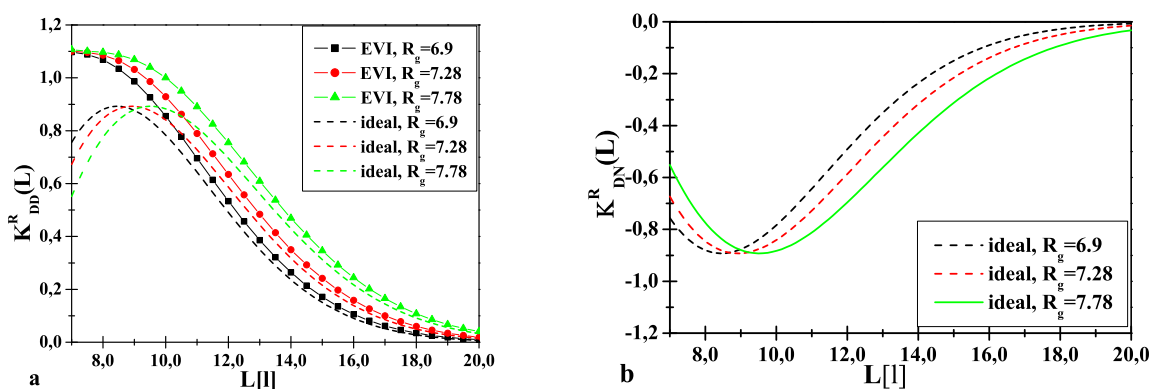 1,2
1,0
0,8
0,6
0,4
0,2
0,0
K^R_DD(L)
8,0 10,0 12,0 14,0 16,0 18,0 20,0
L[l]
a
EVI, R_g=6.9
EVI, R_g=7.28
EVI, R_g=7.78
ideal, R_g=6.9
ideal, R_g=7.28
ideal, R_g=7.78
b
0,0
-0,2
-0,4
-0,6
-0,8
-1,0
-1,2
K^R_DN(L)
8,0 10,0 12,0 14,0 16,0 18,0 20,0
L[l]
ideal, R_g=6.9
ideal, R_g=7.28
ideal, R_g=7.78